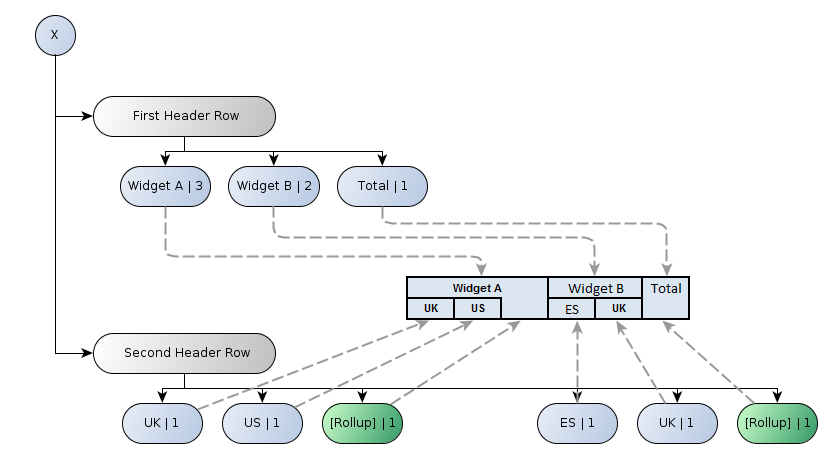 X
First Header Row
Widget A | 3
Widget B | 2
Total | 1
Widget A
Widget B
Total
UK
US
ES
UK
Second Header Row
UK | 1
US | 1
[Rollup] | 1
ES | 1
UK | 1
[Rollup] | 1